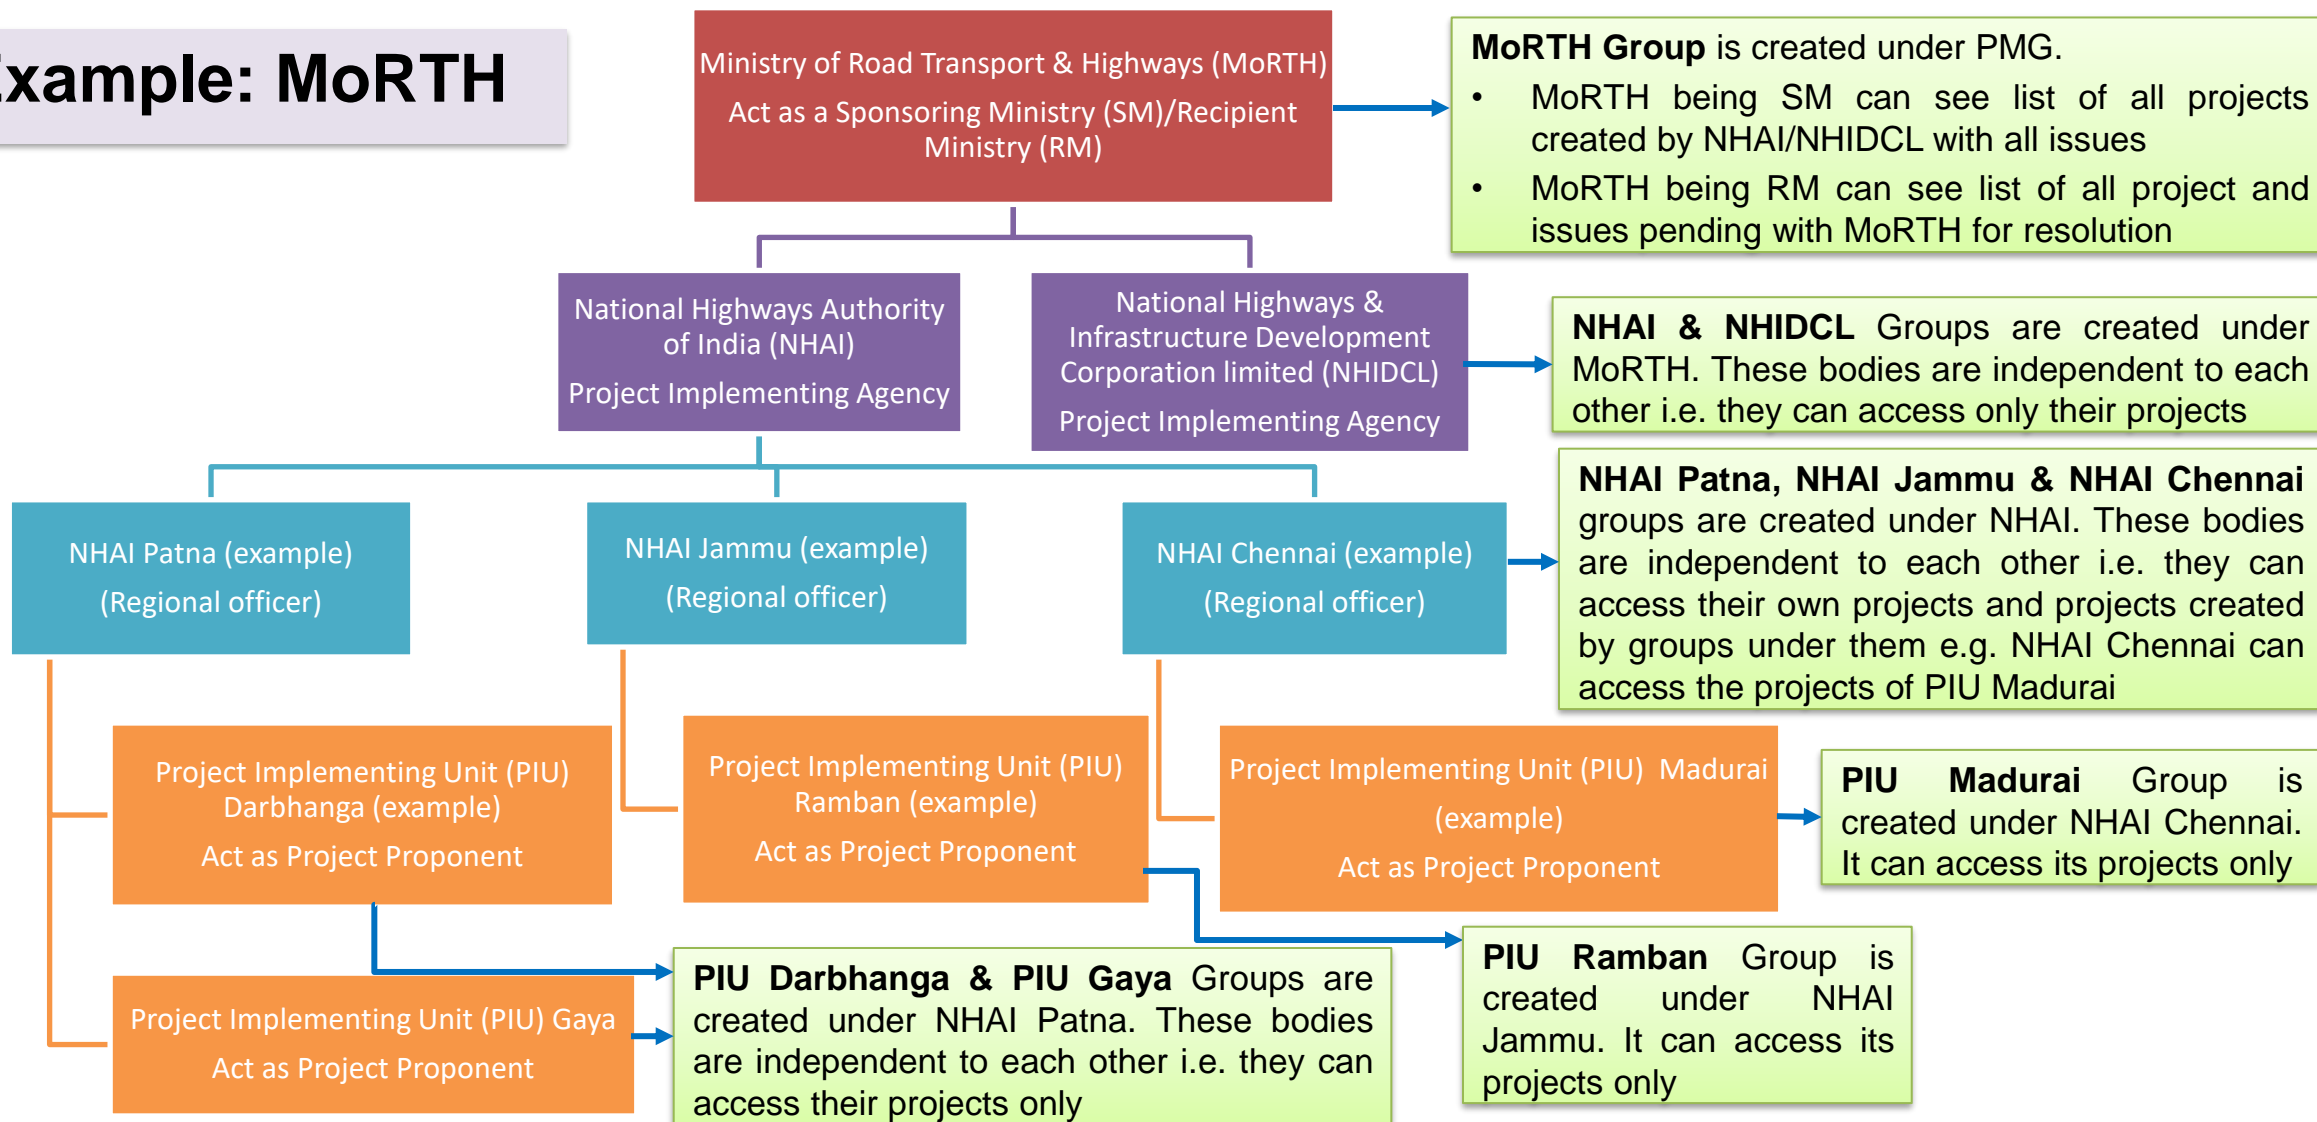 Example: MoRTH
Ministry of Road Transport & Highways (MoRTH)
Act as a Sponsoring Ministry (SM)/Recipient
Ministry (RM)
MoRTH Group is created under PMG.
• MoRTH being SM can see list of all projects
created by NHAI/NHIDCL with all issues
• MoRTH being RM can see list of all project and
issues pending with MoRTH for resolution
National Highways Authority
of India (NHAI)
Project Implementing Agency
National Highways &
Infrastructure Development
Corporation limited (NHIDCL)
Project Implementing Agency
NHAI & NHIDCL Groups are created under
MoRTH. These bodies are independent to each
other i.e. they can access only their projects
NHAI Patna (example)
(Regional officer)
NHAI Jammu (example)
(Regional officer)
NHAI Chennai (example)
(Regional officer)
NHAI Patna, NHAI Jammu & NHAI Chennai
groups are created under NHAI. These bodies
are independent to each other i.e. they can
access their own projects and projects created
by groups under them e.g. NHAI Chennai can
access the projects of PIU Madurai
Project Implementing Unit (PIU)
Darbhanga (example)
Act as Project Proponent
Project Implementing Unit (PIU)
Ramban (example)
Act as Project Proponent
Project Implementing Unit (PIU) Madurai
(example)
Act as Project Proponent
PIU Madurai Group is
created under NHAI Chennai.
It can access its projects only
Project Implementing Unit (PIU) Gaya
Act as Project Proponent
PIU Darbhanga & PIU Gaya Groups are
created under NHAI Patna. These bodies
are independent to each other i.e. they can
access their projects only
PIU Ramban Group is
created under NHAI
Jammu. It can access its
projects only